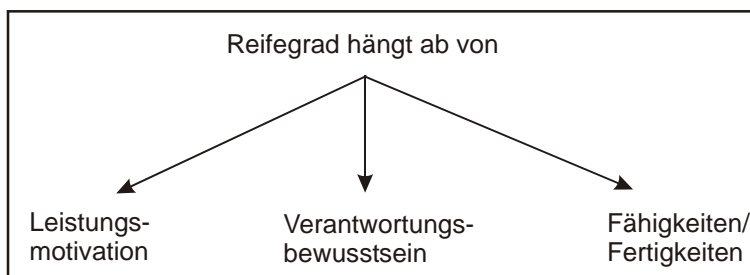 Reifegrad hängt ab von
Leistungs-
motivation
Verantwortungs-
bewusstsein
Fähigkeiten/
Fertigkeiten